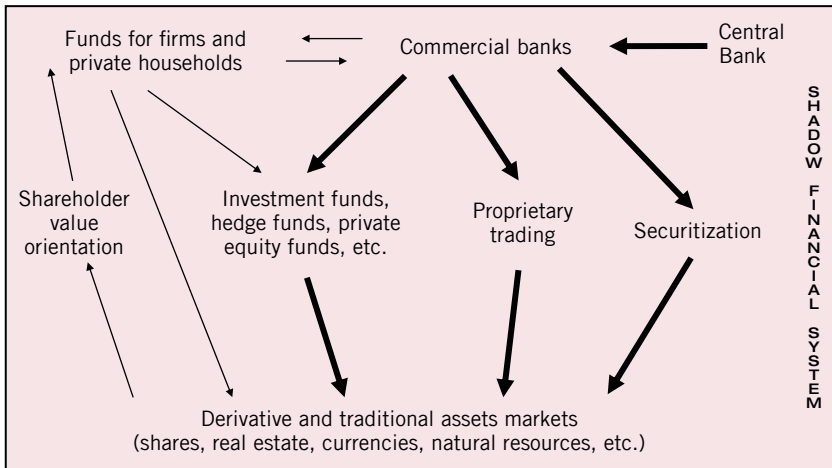 Funds for firms and
private households
Commercial banks
Central
Bank
Shareholder
value
orientation
Investment funds,
hedge funds, private
equity funds, etc.
Proprietary
trading
Securitization
SHADOW FINANCIAL SYSTEM
Derivative and traditional assets markets
(shares, real estate, currencies, natural resources, etc.)